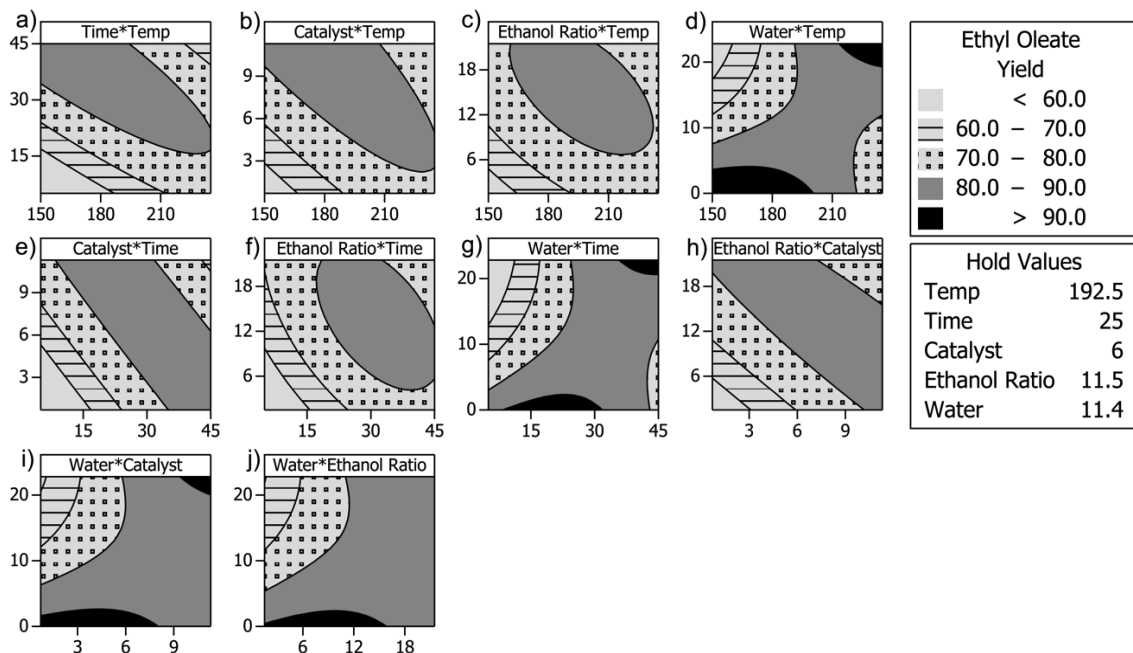 a) Time*Temp
45
30
15
150 180 210
b) Catalyst*Temp
9
6
3
150 180 210
c) Ethanol Ratio*Temp
18
12
6
150 180 210
d) Water*Temp
20
10
0
150 180 210
Ethyl Oleate
Yield
< 60.0
60.0 – 70.0
70.0 – 80.0
80.0 – 90.0
> 90.0
e) Catalyst*Time
9
6
3
15 30 45
f) Ethanol Ratio*Time
18
12
6
15 30 45
g) Water*Time
20
10
0
15 30 45
h) Ethanol Ratio*Catalyst
18
12
6
3 6 9
Hold Values
Temp 192.5
Time 25
Catalyst 6
Ethanol Ratio 11.5
Water 11.4
i) Water*Catalyst
20
10
0
3 6 9
j) Water*Ethanol Ratio
20
10
0
6 12 18